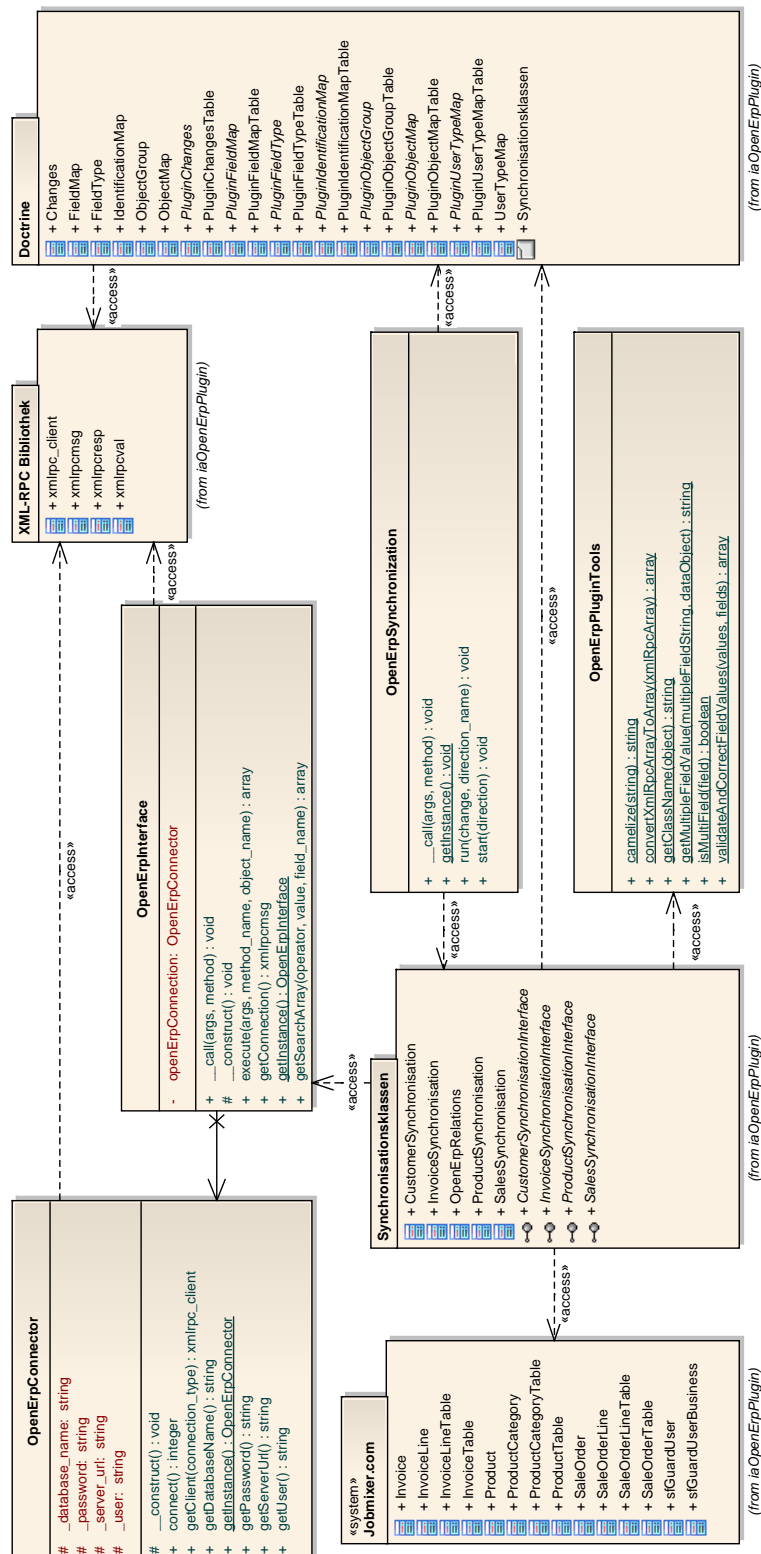 OpenErpConnector
# _database_name: string
# _password: string
# _server_url: string
# _user: string
# __construct() : void
+ connect() : integer
+ getClient(connection_type) : xmlrpc_client
+ getDatabaseName() : string
+ getInstance() : OpenErpConnector
+ getPassword() : string
+ getServerUrl() : string
+ getUser() : string
«access»
OpenErpInterface
- openErpConnection: OpenErpConnector
+ __call(args, method) : void
# __construct() : void
+ execute(args, method_name, object_name) : array
+ getConnection() : xmlrpcmsg
+ getInstance() : OpenErpInterface
+ getSearchArray(operator, value, field_name) : array
«access»
XML-RPC Bibliothek
+ xmlrpc_client
+ xmlrpcmsg
+ xmlrpcresp
+ xmlrpcval
(from iaOpenErpPlugin)
«access»
Doctrine
+ Changes
+ FieldMap
+ FieldType
+ IdentificationMap
+ ObjectGroup
+ ObjectMap
+ PluginChanges
+ PluginChangesTable
+ PluginFieldMap
+ PluginFieldMapTable
+ PluginFieldType
+ PluginFieldTypeTable
+ PluginIdentificationMap
+ PluginIdentificationMapTable
+ PluginObjectGroup
+ PluginObjectGroupTable
+ PluginObjectMap
+ PluginObjectMapTable
+ PluginUserTypeMap
+ PluginUserTypeMapTable
+ UserTypeMap
+ Synchronisationsklassen
(from iaOpenErpPlugin)
«system»
Jobmixer.com
+ Invoice
+ InvoiceLine
+ InvoiceLineTable
+ InvoiceTable
+ Product
+ ProductCategory
+ ProductCategoryTable
+ ProductTable
+ SaleOrder
+ SaleOrderLine
+ SaleOrderLineTable
+ SaleOrderTable
+ sfGuardUser
+ sfGuardUserBusiness
(from iaOpenErpPlugin)
«access»
«access»
Synchronisationsklassen
+ CustomerSynchronisation
+ InvoiceSynchronisation
+ OpenErpRelations
+ ProductSynchronisation
+ SalesSynchronisation
+ CustomerSynchronisationInterface
+ InvoiceSynchronisationInterface
+ ProductSynchronisationInterface
+ SalesSynchronisationInterface
(from iaOpenErpPlugin)
«access»
OpenErpSynchronization
+ __call(args, method) : void
+ getInstance() : void
+ run(change, direction_name) : void
+ start(direction) : void
«access»
«access»
«access»
OpenErpPluginTools
+ camelize(string) : string
+ convertXmlRpcArrayToArray(xmlRpcArray) : array
+ getClassName(object) : string
+ getMultipleFieldValue(multipleFieldString, dataObject) : string
+ isMultiField(field) : boolean
+ validateAndCorrectFieldValues(values, fields) : array